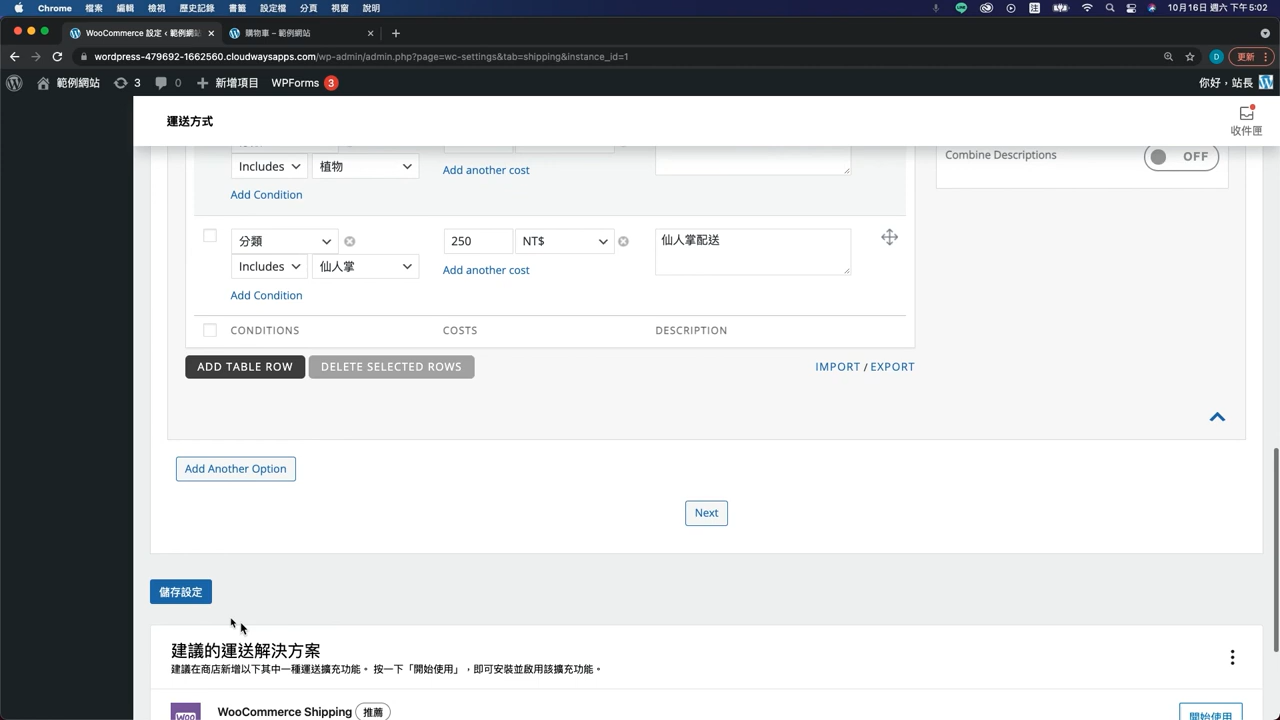 Chrome 檔案 編輯 檢視 歷史記錄 書籤 設定檔 分頁 視窗 說明 10月16日 週六 下午5:02
WooCommerce 設定 ‹ 範例網站 購物車 – 範例網站
wordpress-479692-1662560.cloudwaysapps.com/wp-admin/admin.php?page=wc-settings&tab=shipping&instance_id=1 D 更新
範例網站 3 0 新增項目 WPForms 3 你好，站長
運送方式 收件匣
Includes 植物 Add another cost Combine Descriptions OFF
Add Condition
分類 250 NT$ 仙人掌配送
Includes 仙人掌 Add another cost
Add Condition
CONDITIONS COSTS DESCRIPTION
ADD TABLE ROW DELETE SELECTED ROWS IMPORT / EXPORT
Add Another Option
Next
儲存設定
建議的運送解決方案
建議在商店新增以下其中一種運送擴充功能。 按一下「開始使用」，即可安裝並啟用該擴充功能。
WOO WooCommerce Shipping 推薦 開始使用